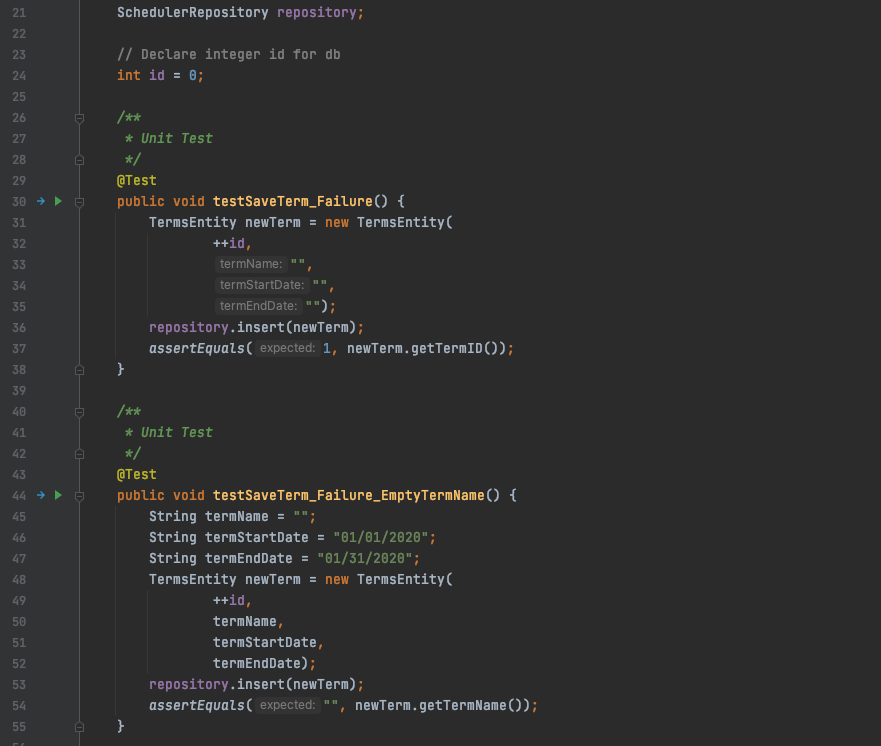 21 SchedulerRepository repository;
22
23 // Declare integer id for db
24 int id = 0;
25
26 /**
27 * Unit Test
28 */
29 @Test
30 public void testSaveTerm_Failure() {
31 TermsEntity newTerm = new TermsEntity(
32 ++id,
33 termName: "",
34 termStartDate: "",
35 termEndDate: "");
36 repository.insert(newTerm);
37 assertEquals( expected: 1, newTerm.getTermID());
38 }
39
40 /**
41 * Unit Test
42 */
43 @Test
44 public void testSaveTerm_Failure_EmptyTermName() {
45 String termName = "";
46 String termStartDate = "01/01/2020";
47 String termEndDate = "01/31/2020";
48 TermsEntity newTerm = new TermsEntity(
49 ++id,
50 termName,
51 termStartDate,
52 termEndDate);
53 repository.insert(newTerm);
54 assertEquals( expected: "", newTerm.getTermName());
55 }